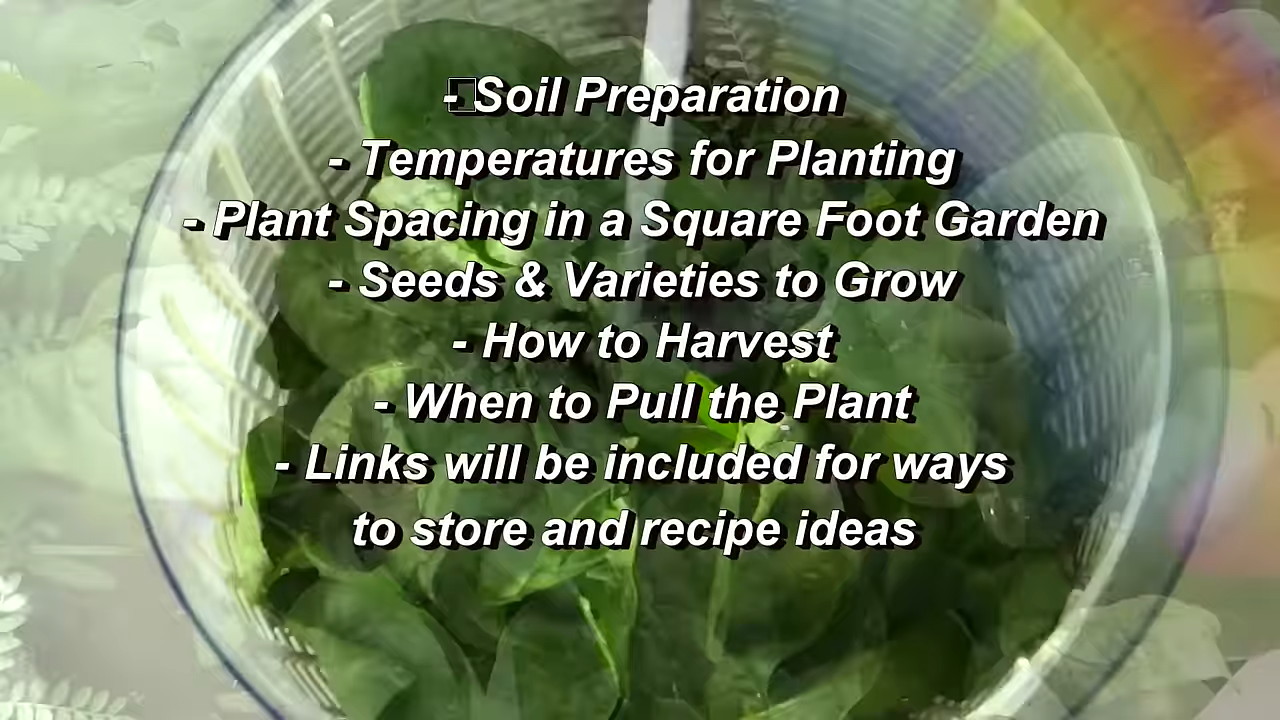 - Soil Preparation
- Temperatures for Planting
- Plant Spacing in a Square Foot Garden
- Seeds & Varieties to Grow
- How to Harvest
- When to Pull the Plant
- Links will be included for ways
to store and recipe ideas